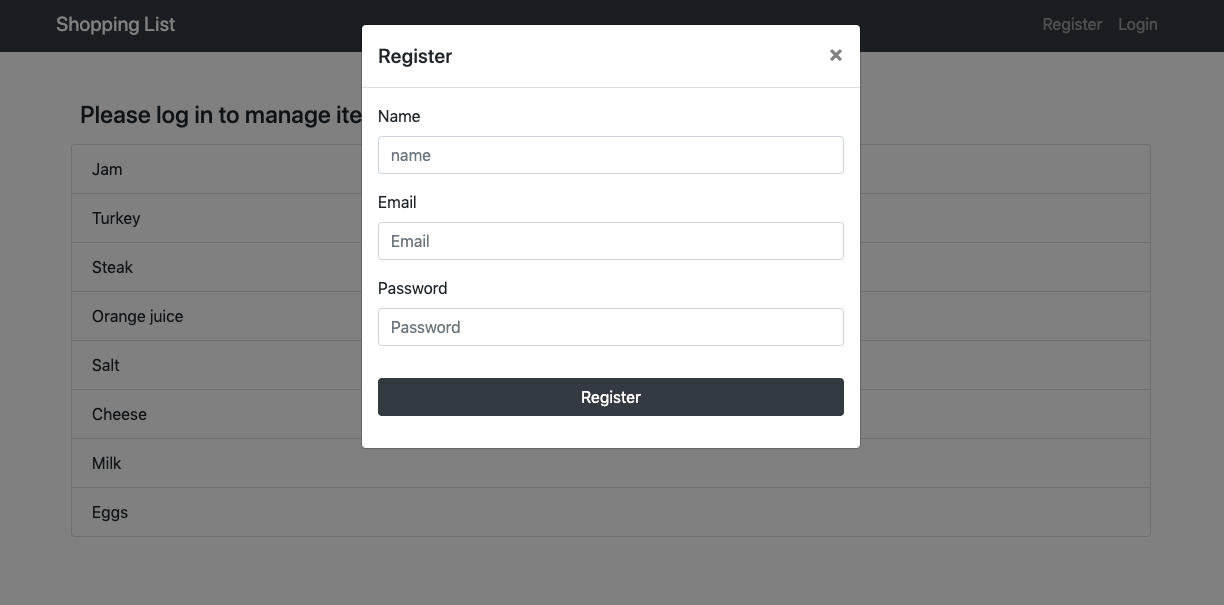 Shopping List
Register Login
Register ×
Please log in to manage ite
Name
name
Email
Email
Password
Password
Register
Jam
Turkey
Steak
Orange juice
Salt
Cheese
Milk
Eggs